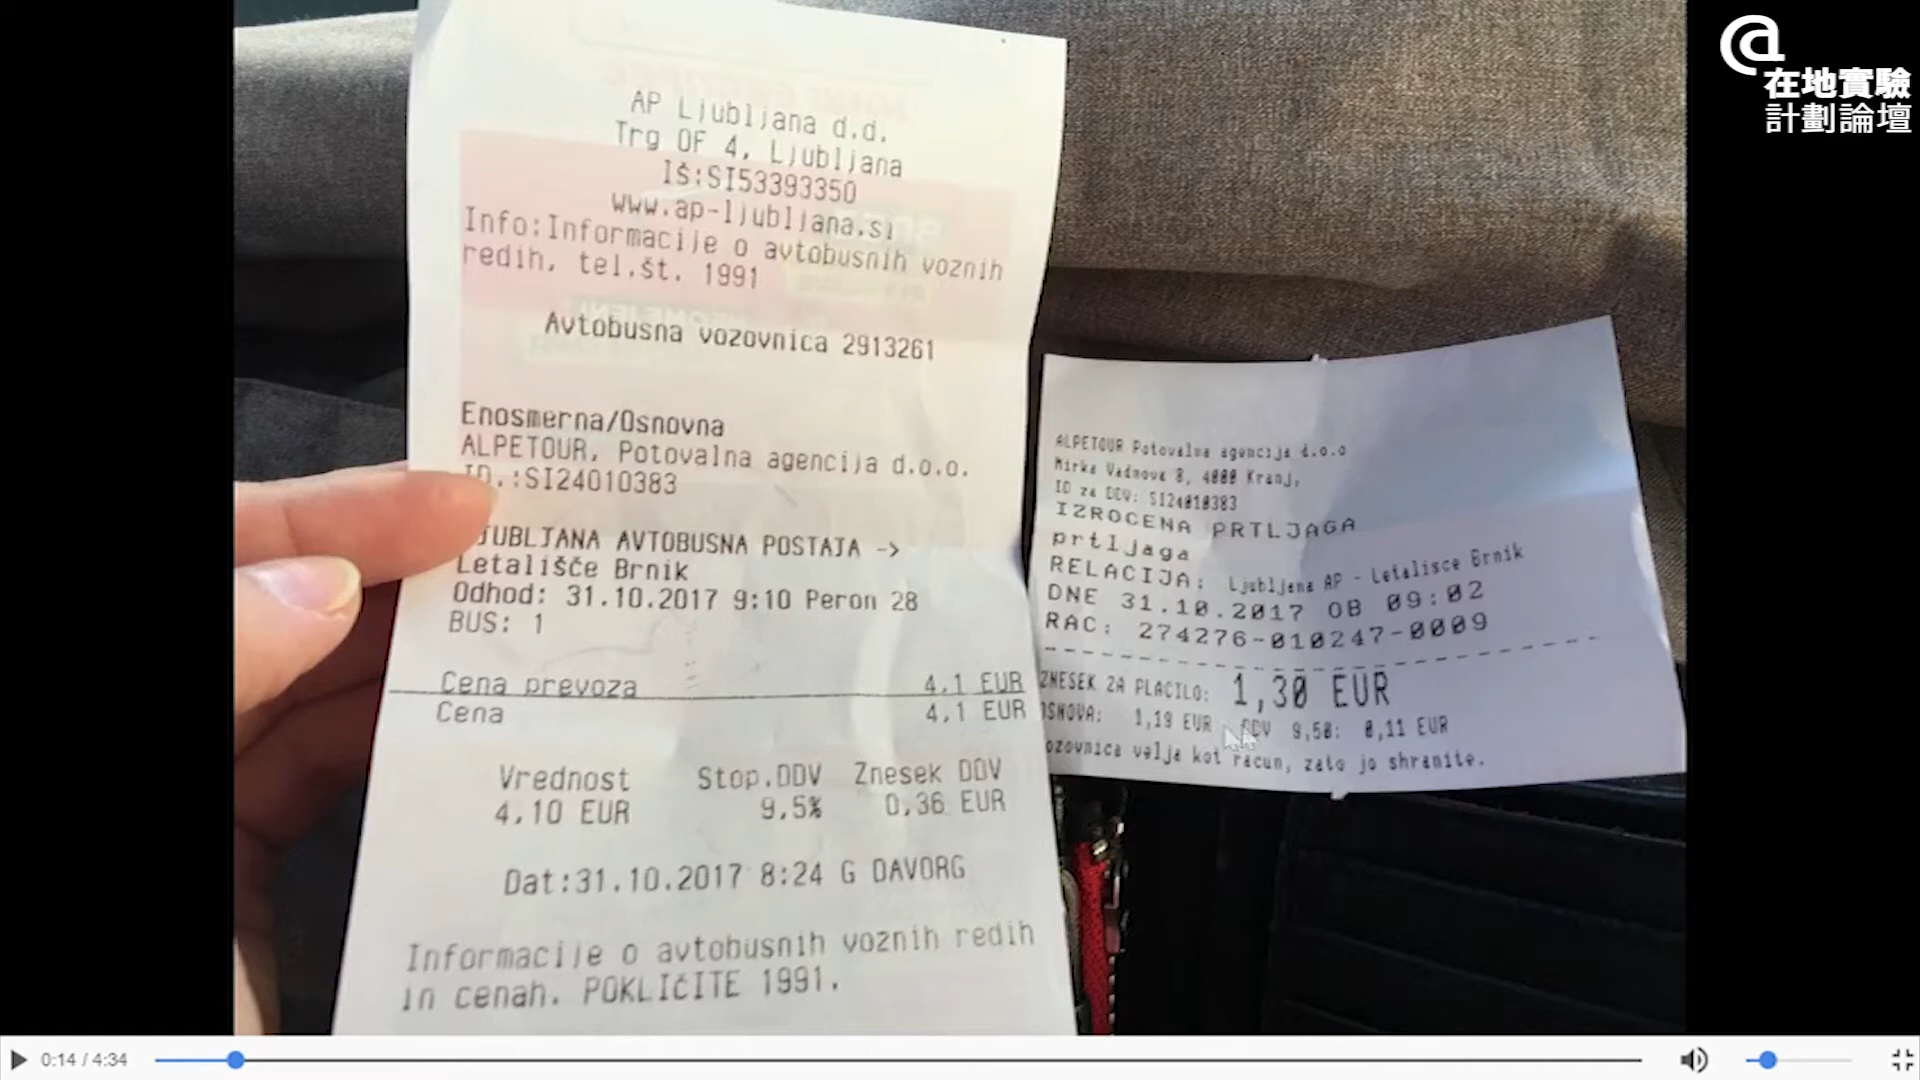 AP Ljubljana d.d.
Trg OF 4, Ljubljana
Iš:SI53393350
www.ap-ljubljana.si
Info:Informacije o avtobusnih voznih
redih, tel.št. 1991
Avtobusna vozovnica 2913261
Enosmerna/Osnovna
ALPETOUR, Potovalna agencija d.o.o.
ID.:SI24010383
JUBLJANA AVTOBUSNA POSTAJA ->
Letališče Brnik
Odhod: 31.10.2017 9:10 Peron 28
BUS: 1
Cena prevoza 4,1 EUR
Cena 4,1 EUR
Vrednost Stop.DDV Znesek DDV
4,10 EUR 9,5% 0,36 EUR
Dat:31.10.2017 8:24 G DAVORG
Informacije o avtobusnih voznih redih
in cenah. POKLIČITE 1991.
ALPETOUR Potovalna agencija d.o.o
Mirka Vadnova 8, 4000 Kranj,
ID za DDV: SI24010383
IZROCENA PRTLJAGA
prtljaga
RELACIJA: Ljubljana AP - Letalisce Brnik
DNE 31.10.2017 OB 09:02
RAC: 274276-010247-0009
ZNESEK ZA PLACILO: 1,30 EUR
OSNOVA: 1,19 EUR DDV 9,50: 0,11 EUR
ozovnica velja kot racun, zato jo shranite.
@
在地實驗
計劃論壇
0:14 / 4:34